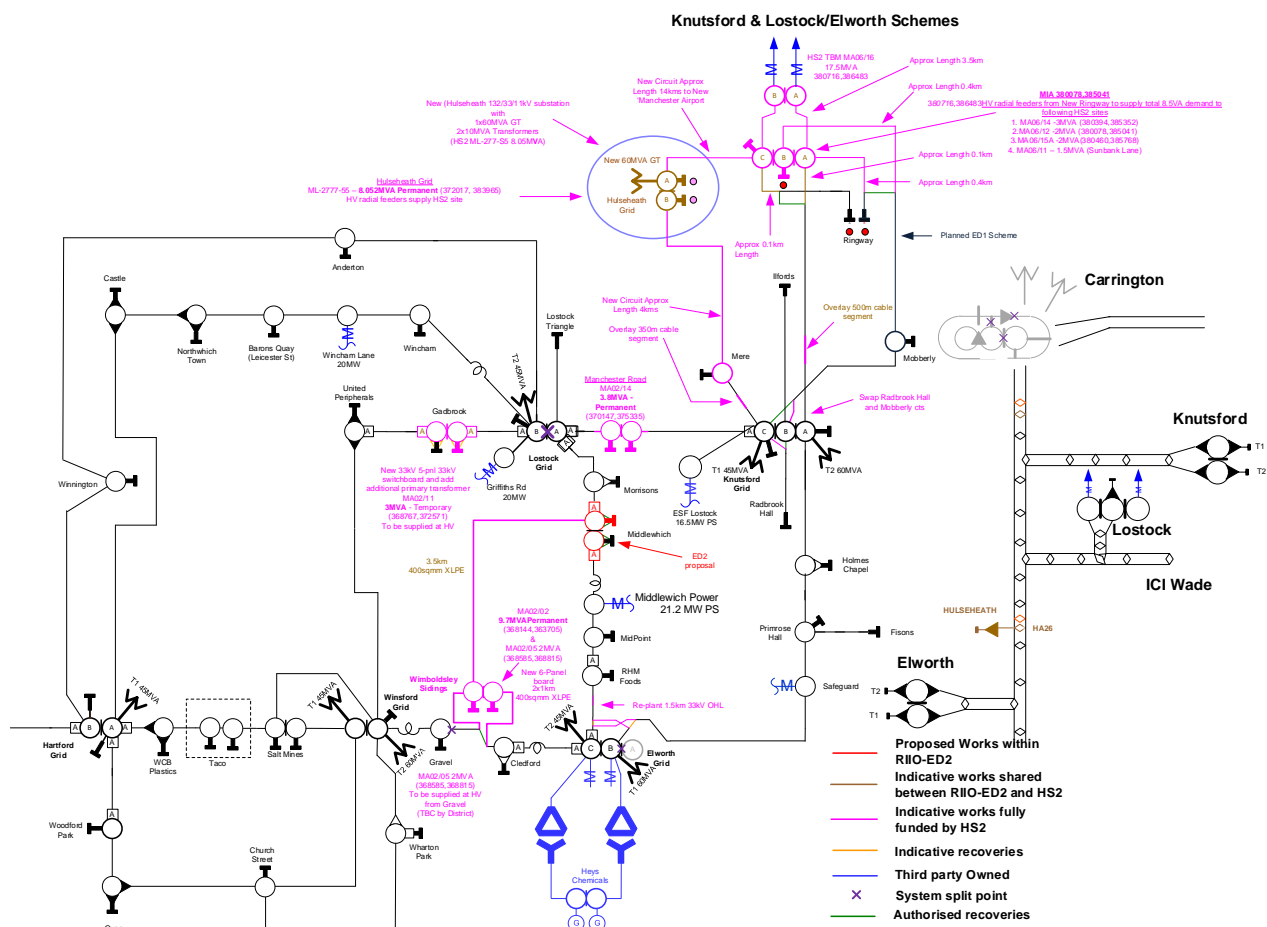 Knutsford & Lostock/Elworth Schemes
HS2 TBM MA06/16
17.5MVA
380716,386483
Approx Length 3.5km
Approx Length 0.4km
MIA 380078,385041
380716,386483HV radial feeders from New Ringway to supply total 8.5VA demand to
following HS2 sites
1. MA06/14 -3MVA (380394,385352)
2.MA06/12 -2MVA (380078,385041)
3.MA06/15A -2MVA(380460,385768)
4. MA06/11 – 1.5MVA (Sunbank Lane)
New Circuit Approx
Length 14kms to New
'Manchester Airport
New (Hulseheath 132/33/11kV substation
with
1x60MVA GT
2x10MVA Transformers
(HS2 ML-277-S5 8.05MVA)
C
B
A
B
A
Approx Length 0.1km
Approx Length 0.4km
New 60MVA GT
A
B
Hulseheath
Grid
Hulseheath Grid
ML-2777-55 – 8.052MVA Permanent (372017, 383965)
HV radial feeders supply HS2 site
Approx 0.1km
Length
Ringway
Planned ED1 Scheme
Anderton
Castle
Northwhich
Town
Barons Quay
(Leicester St)
Wincham Lane
20MW
Wincham
Lostock
Triangle
T2 45MVA
New Circuit Approx
Length 4kms
Overlay 350m cable
segment
Ilfords
Overlay 500m cable
segment
Mere
Mobberly
Carrington
United
Peripherals
Gadbrook
A
A
A
A
B
A
A
Lostock
Grid
Manchester Road
MA02/14
3.8MVA -
Permanent
(370147,375335)
Swap Radbrook Hall
and Mobberly cts
A
C
B
A
T1 45MVA
Knutsford
Grid
T2 60MVA
Knutsford
T1
T2
New 33kV 5-pnl 33kV
switchboard and add
additional primary transformer
MA02/11
3MVA - Temporary
(368767,372571)
To be supplied at HV
Griffiths Rd
20MW
Morrisons
ESF Lostock
16.5MW PS
Radbrook
Hall
Winnington
A
Middlewhich
A
ED2
proposal
Lostock
ICI Wade
3.5km
400sqmm XLPE
Holmes
Chapel
Middlewich Power
21.2 MW PS
MA02/02
9.7MVAPermanent
(368144,363705)
&
MA02/05 2MVA
(368585,368815)
MidPoint
Primrose
Hall
Fisons
HULSEHEATH
HA26
A
RHM
Foods
Wimboldsley
Sidings
New 6-Panel
board
2x1km
400sqmm XLPE
Safeguard
Elworth
T2
T1
Re-plant 1.5km 33kV OHL
T1 45MVA
T1 45MVA
Winsford
Grid
T2 60MVA
T2 45MVA
A
B
A
A
A
A
Hartford
Grid
WCB
Plastics
Taco
Salt Mines
Gravel
A
Cledford
A
A
C
B
A
Elworth
Grid
T1 60MVA
MA02/05 2MVA
(368585,368815)
To be supplied at HV
from Gravel
(TBC by District)
Woodford
Park
A
Wharton
Park
Church
Street
Heys
Chemicals
G
G
Proposed Works within
RIIO-ED2
Indicative works shared
between RIIO-ED2 and HS2
Indicative works fully
funded by HS2
Indicative recoveries
Third party Owned
System split point
Authorised recoveries